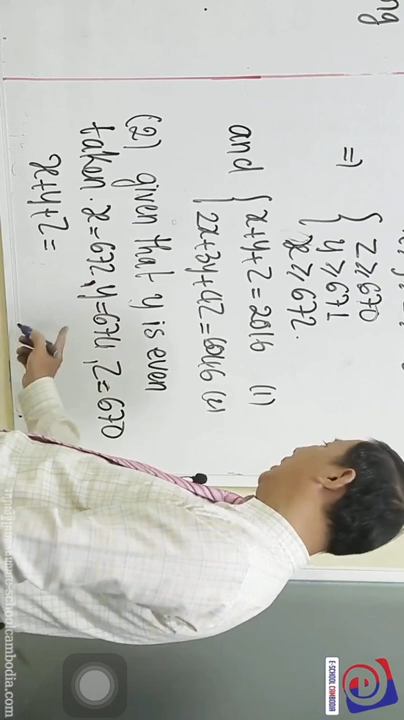 ng
⇒ { z ≥ 670
y ≥ 671
x ≥ 672.
and { x+y+z = 2016 (1)
2x+3y+4z = 6046 (2)
(2) given that y is even
taken. x=672, y=674, z=670
x+y+z =
E-SCHOOL CAMBODIA